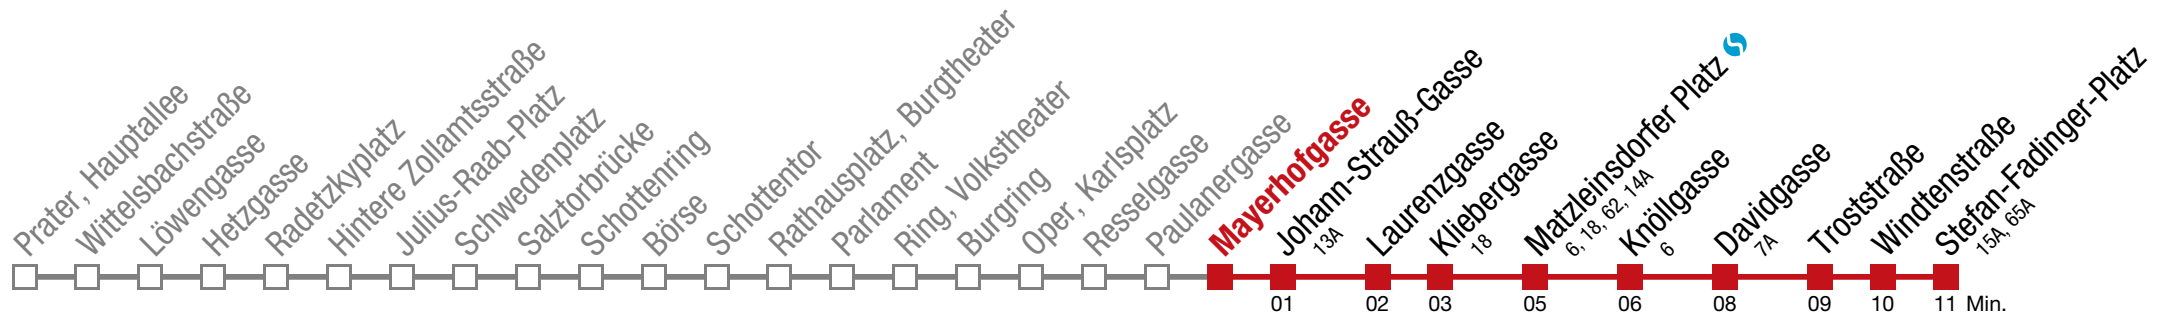 Prater, Hauptallee
Wittelsbachstraße
Löwengasse
Hetzgasse
Radetzkyplatz
Hintere Zollamtsstraße
Julius-Raab-Platz
Schwedenplatz
Salztorbrücke
Schottenring
Börse
Schottentor
Rathausplatz, Burgtheater
Parlament
Ring, Volkstheater
Burgring
Oper, Karlsplatz
Resselgasse
Paulanergasse
Mayerhofgasse
Johann-Strauß-Gasse
13A
Laurenzgasse
Kliebergasse
18
Matzleinsdorfer Platz
6, 18, 62, 14A
Knöllgasse
6
Davidgasse
7A
Troststraße
Windtenstraße
Stefan-Fadinger-Platz
15A, 65A
01 02 03 05 06 08 09 10 11 Min.